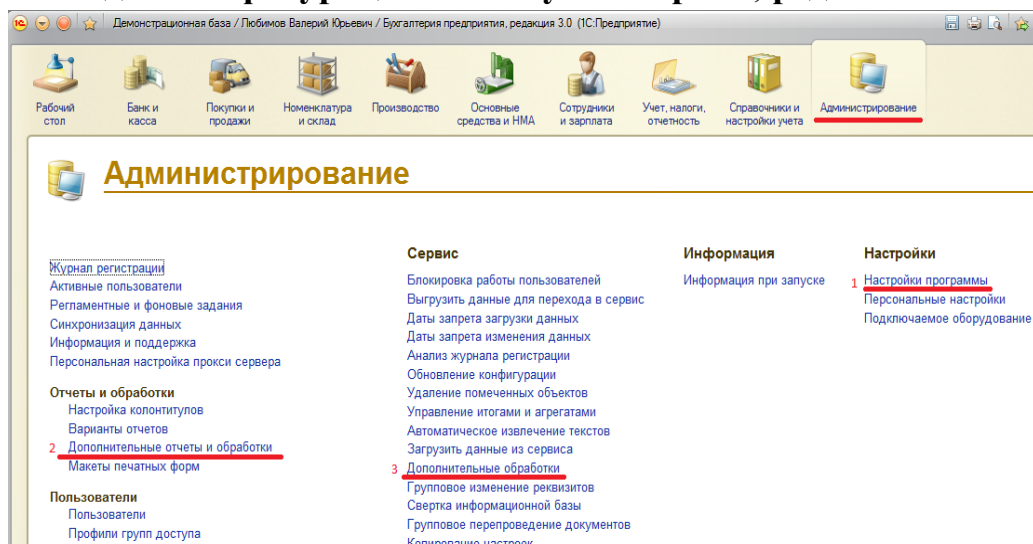 Демонстрационная база / Любимов Валерий Юрьевич / Бухгалтерия предприятия, редакция 3.0 (1С:Предприятие)
Рабочий стол
Банк и касса
Покупки и продажи
Номенклатура и склад
Производство
Основные средства и НМА
Сотрудники и зарплата
Учет, налоги, отчетность
Справочники и настройки учета
Администрирование
Администрирование
Журнал регистрации
Активные пользователи
Регламентные и фоновые задания
Синхронизация данных
Информация и поддержка
Персональная настройка прокси сервера
Отчеты и обработки
Настройка колонтитулов
Варианты отчетов
2 Дополнительные отчеты и обработки
Макеты печатных форм
Пользователи
Пользователи
Профили групп доступа
Сервис
Блокировка работы пользователей
Выгрузить данные для перехода в сервис
Даты запрета загрузки данных
Даты запрета изменения данных
Анализ журнала регистрации
Обновление конфигурации
Удаление помеченных объектов
Управление итогами и агрегатами
Автоматическое извлечение текстов
Загрузить данные из сервиса
3 Дополнительные обработки
Групповое изменение реквизитов
Свертка информационной базы
Групповое перепроведение документов
Копирование настроек
Информация
Информация при запуске
Настройки
1 Настройки программы
Персональные настройки
Подключаемое оборудование